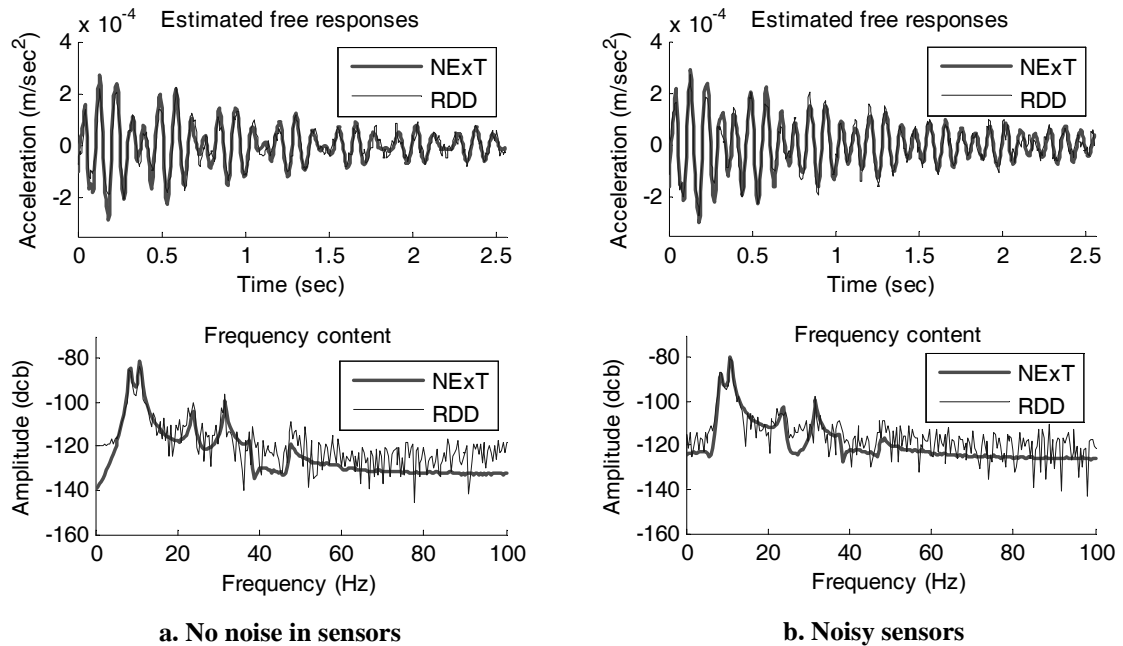 x 10-4 Estimated free responses
4
2
0
-2
Acceleration (m/sec2)
NExT
RDD
0 0.5 1 1.5 2 2.5
Time (sec)
Frequency content
-80
-100
-120
-140
-160
Amplitude (dcb)
NExT
RDD
0 20 40 60 80 100
Frequency (Hz)
a. No noise in sensors
x 10-4 Estimated free responses
4
2
0
-2
Acceleration (m/sec2)
NExT
RDD
0 0.5 1 1.5 2 2.5
Time (sec)
Frequency content
-80
-100
-120
-140
-160
Amplitude (dcb)
NExT
RDD
0 20 40 60 80 100
Frequency (Hz)
b. Noisy sensors